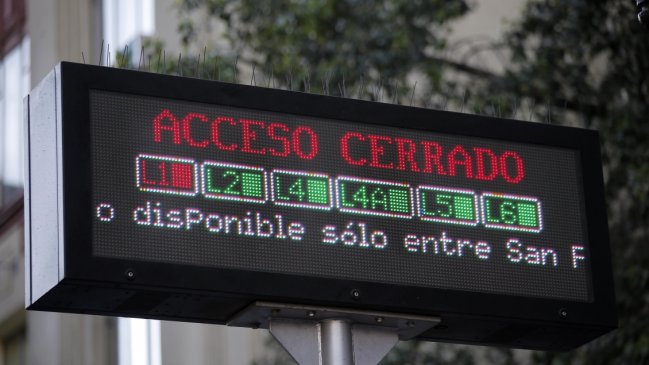 ACCESO CERRADO
L1 L2 L4 L4A L5 L6
o disponible sólo entre San P